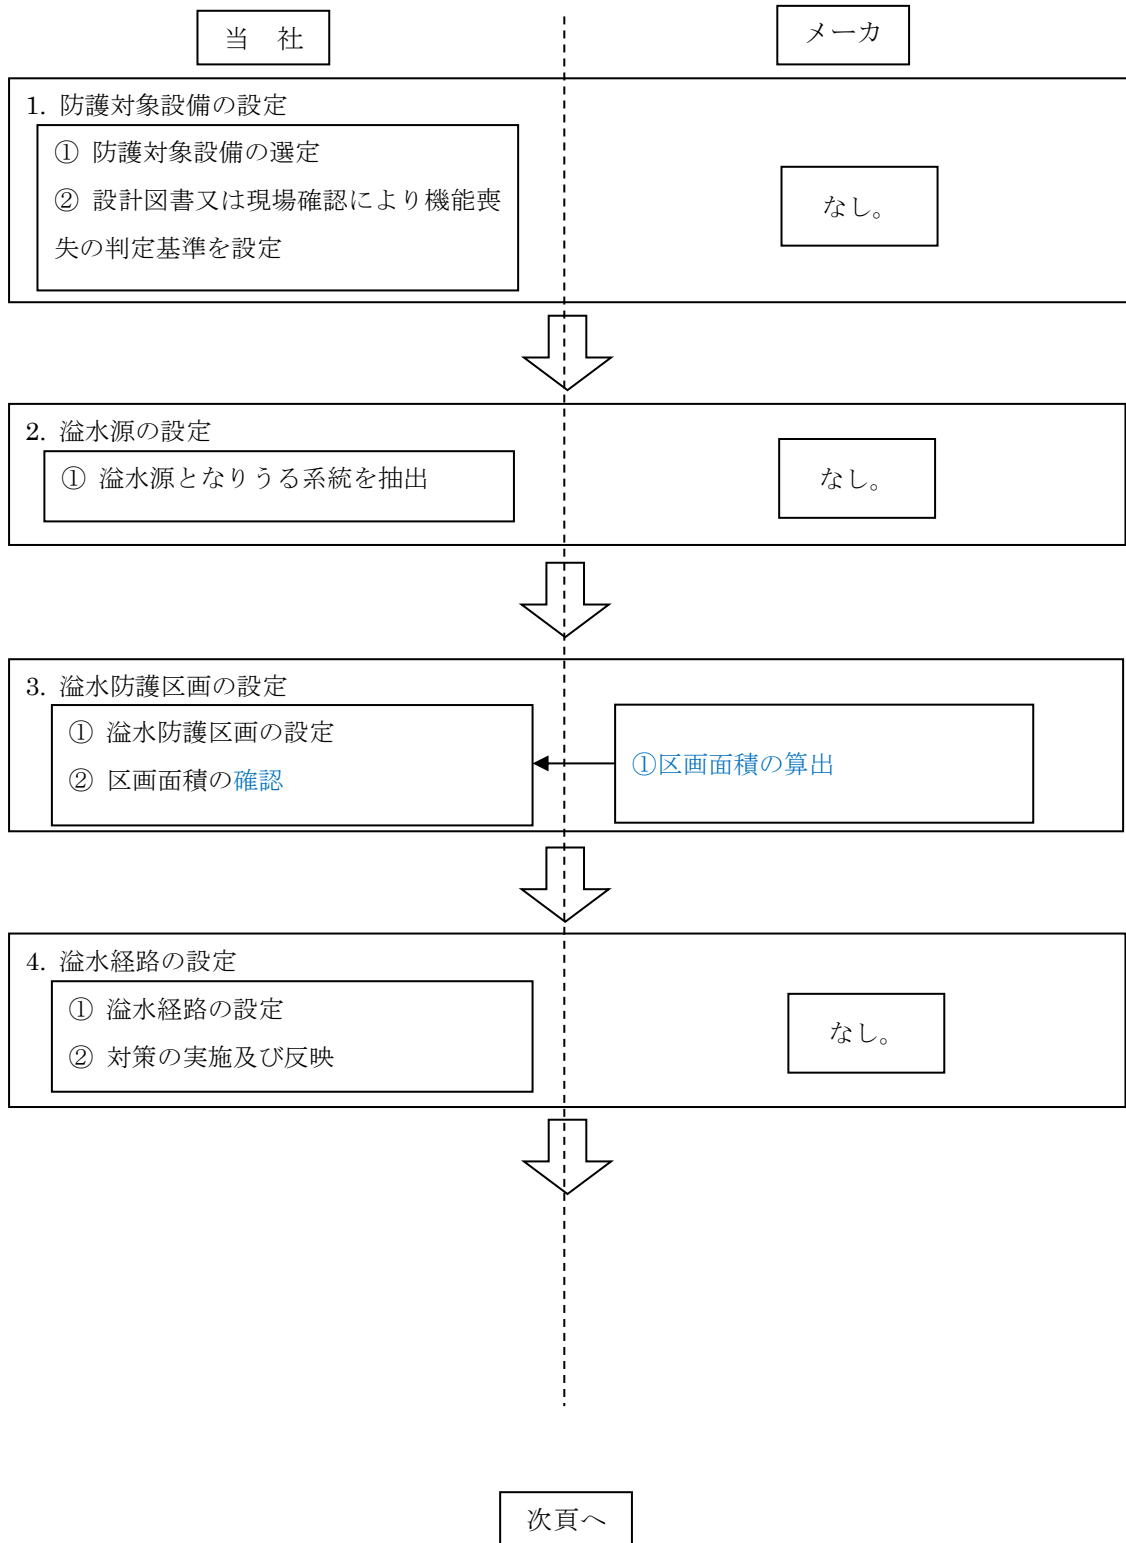 当　社
メーカ
1. 防護対象設備の設定
① 防護対象設備の選定
② 設計図書又は現場確認により機能喪
失の判定基準を設定
なし。
2. 溢水源の設定
① 溢水源となりうる系統を抽出
なし。
3. 溢水防護区画の設定
① 溢水防護区画の設定
② 区画面積の確認
①区画面積の算出
4. 溢水経路の設定
① 溢水経路の設定
② 対策の実施及び反映
なし。
次頁へ